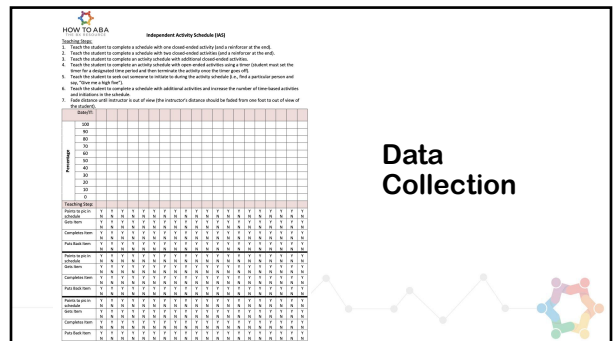 HOW TO ABA
Independent Activity Schedule (IAS)
Teaching Steps:
1. Teach the student to complete a schedule with one closed-ended activity (and a reinforcer at the end).
2. Teach the student to complete a schedule with two closed-ended activities (and a reinforcer at the end).
3. Teach the student to complete an activity schedule with additional closed-ended activities.
4. Teach the student to complete an activity schedule with open-ended activities using a timer (student must set the
timer for a designated time period and then terminate the activity once the timer goes off).
5. Teach the student to seek out someone to initiate to during the activity schedule (i.e., find a particular person and
say, "Give me a high five").
6. Teach the student to complete a schedule with additional activities and increase the number of time-based activities
and initiations in the schedule.
7. Fade distance until instructor is out of view (the instructor's distance should be faded from one foot to out of view of
the student).
Date/YI
Percentage
100
90
80
70
60
50
40
30
20
10
0
Teaching Step:
Points to pic in Y Y Y Y Y Y Y Y Y Y Y Y Y Y Y Y Y Y
schedule N N N N N N N N N N N N N N N N N N
Gets item Y Y Y Y Y Y Y Y Y Y Y Y Y Y Y Y Y Y
N N N N N N N N N N N N N N N N N N
Completes item Y Y Y Y Y Y Y Y Y Y Y Y Y Y Y Y Y Y
N N N N N N N N N N N N N N N N N N
Puts Back Item Y Y Y Y Y Y Y Y Y Y Y Y Y Y Y Y Y Y
N N N N N N N N N N N N N N N N N N
Points to pic in Y Y Y Y Y Y Y Y Y Y Y Y Y Y Y Y Y Y
schedule N N N N N N N N N N N N N N N N N N
Gets item Y Y Y Y Y Y Y Y Y Y Y Y Y Y Y Y Y Y
N N N N N N N N N N N N N N N N N N
Completes item Y Y Y Y Y Y Y Y Y Y Y Y Y Y Y Y Y Y
N N N N N N N N N N N N N N N N N N
Puts Back Item Y Y Y Y Y Y Y Y Y Y Y Y Y Y Y Y Y Y
N N N N N N N N N N N N N N N N N N
Points to pic in Y Y Y Y Y Y Y Y Y Y Y Y Y Y Y Y Y Y
schedule N N N N N N N N N N N N N N N N N N
Gets item Y Y Y Y Y Y Y Y Y Y Y Y Y Y Y Y Y Y
N N N N N N N N N N N N N N N N N N
Completes item Y Y Y Y Y Y Y Y Y Y Y Y Y Y Y Y Y Y
N N N N N N N N N N N N N N N N N N
Puts Back Item Y Y Y Y Y Y Y Y Y Y Y Y Y Y Y Y Y Y
N N N N N N N N N N N N N N N N N N
Data
Collection